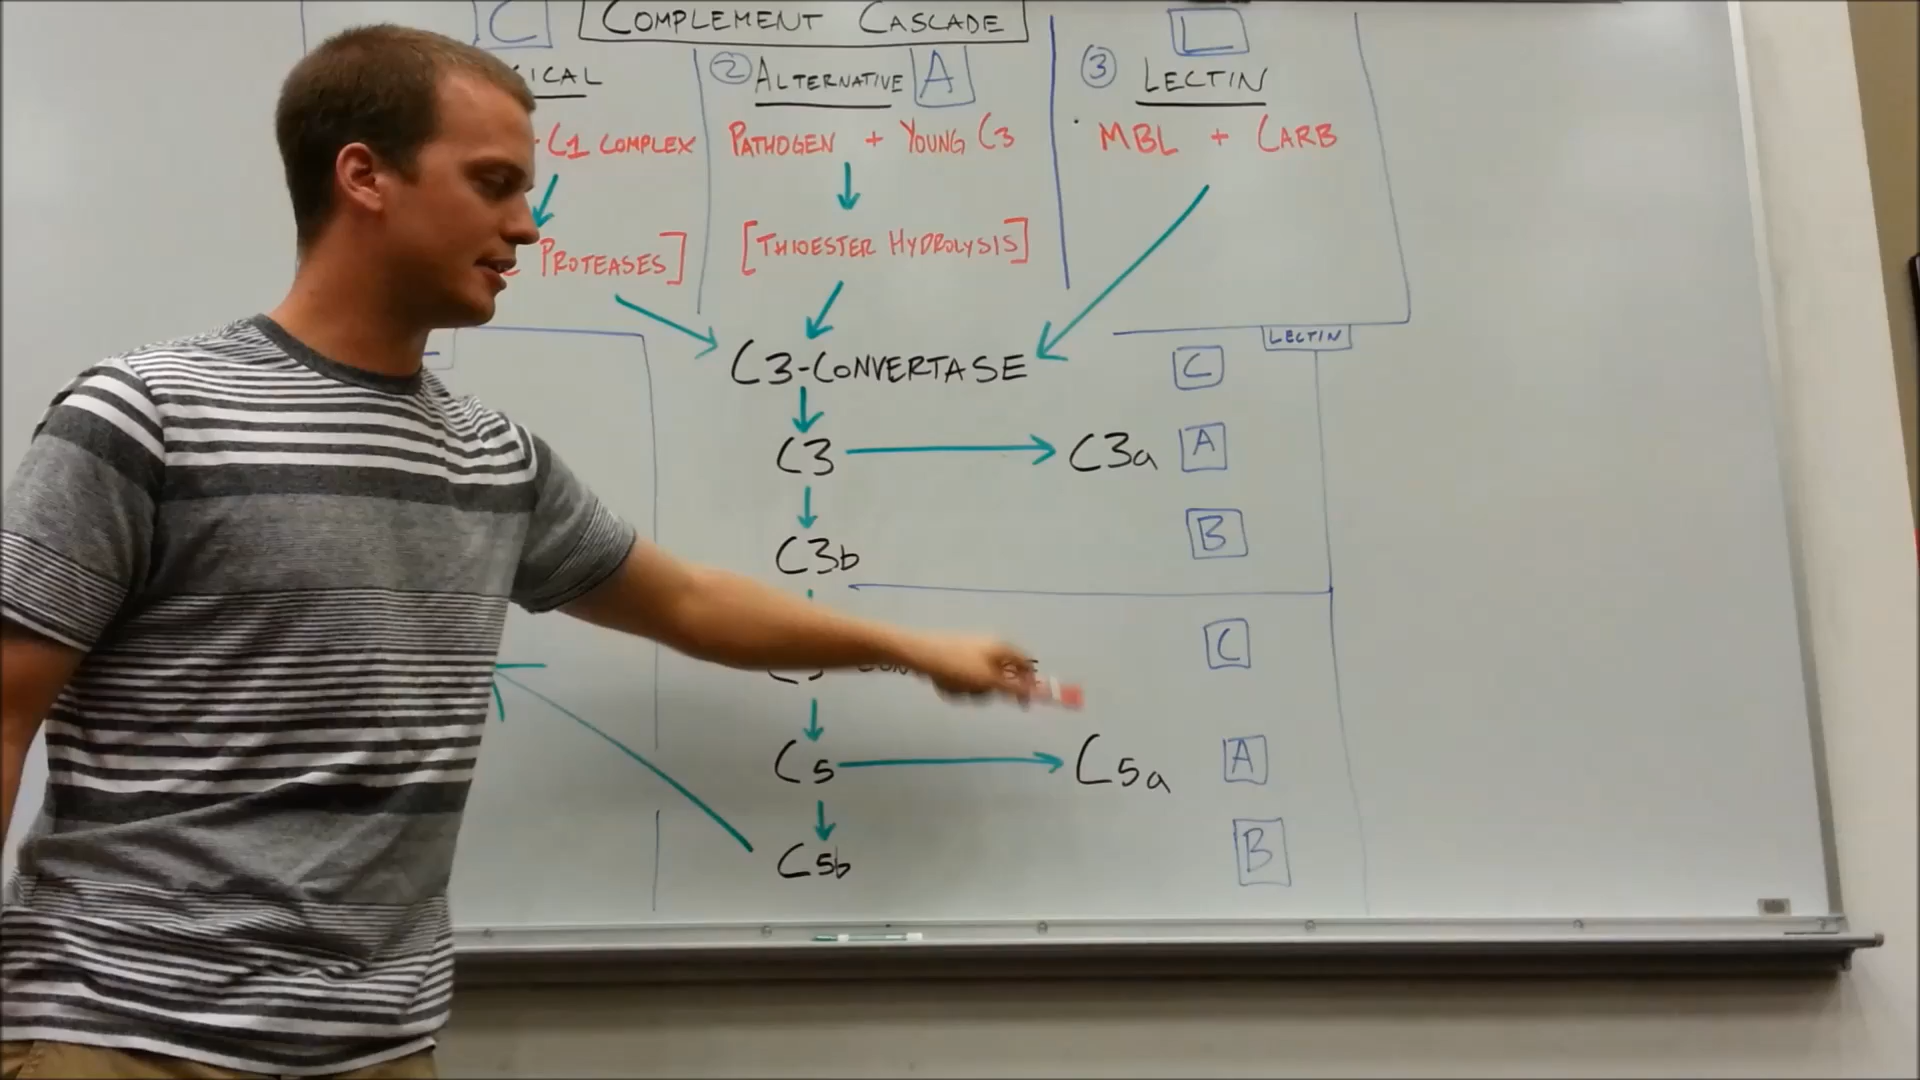 C
COMPLEMENT CASCADE
L
ICAL
② ALTERNATIVE A
③ LECTIN
C1 COMPLEX
PATHOGEN + YOUNG C3
MBL + CARB
PROTEASES]
[THIOESTER HYDROLYSIS]
LECTIN
C3-CONVERTASE
C
C3
C3a
A
C3b
B
C
C5
C5a
A
C5b
B